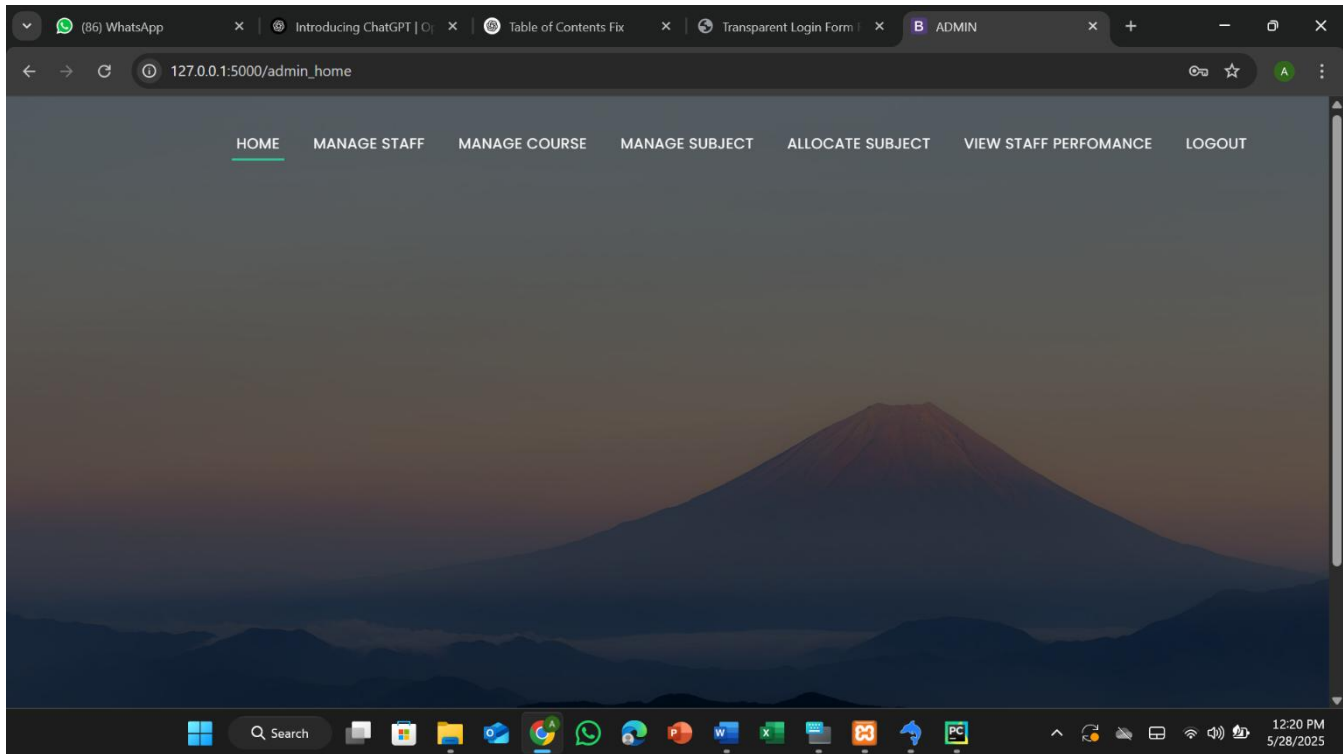 (86) WhatsApp
Introducing ChatGPT | O
Table of Contents Fix
Transparent Login Form
B ADMIN
127.0.0.1:5000/admin_home
A
HOME MANAGE STAFF MANAGE COURSE MANAGE SUBJECT ALLOCATE SUBJECT VIEW STAFF PERFOMANCE LOGOUT
Search
12:20 PM
5/28/2025